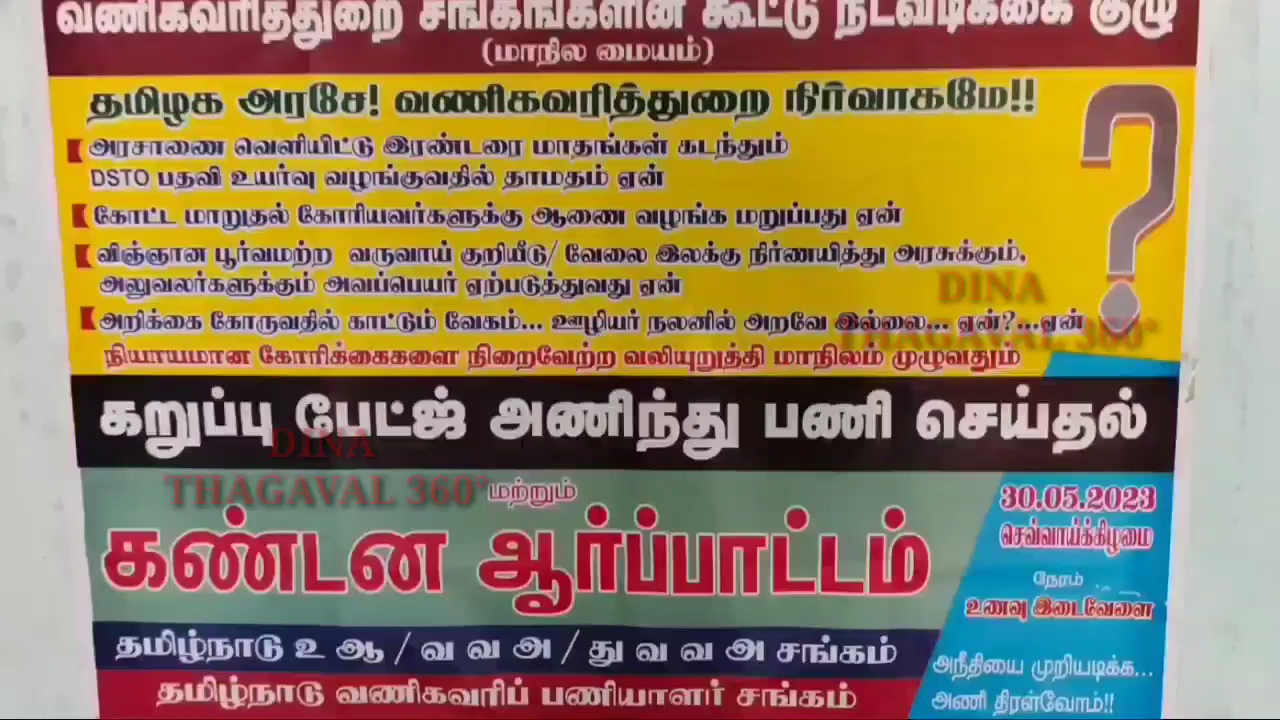 வணிகவரித்துறை சங்கங்களின் கூட்டு நடவடிக்கை குழு
(மாநில மையம்)
தமிழக அரசே! வணிகவரித்துறை நிர்வாகமே!!
அரசாணை வெளியிட்டு இரண்டரை மாதங்கள் கடந்தும்
DSTO பதவி உயர்வு வழங்குவதில் தாமதம் ஏன்
கோட்ட மாறுதல் கோரியவர்களுக்கு ஆணை வழங்க மறுப்பது ஏன்
விஞ்ஞான பூர்வமற்ற வருவாய் குறியீடு/ வேலை இலக்கு நிர்ணயித்து அரசுக்கும்,
அலுவலர்களுக்கும் அவப்பெயர் ஏற்படுத்துவது ஏன்
அறிக்கை கோருவதில் காட்டும் வேகம்... ஊழியர் நலனில் அறவே இல்லை... ஏன்?...ஏன்
?
நியாயமான கோரிக்கைகளை நிறைவேற்ற வலியுறுத்தி மாநிலம் முழுவதும்
DINA
THAGAVAL 360°
கறுப்பு பேட்ஜ் அணிந்து பணி செய்தல்
DINA
THAGAVAL 360°
மற்றும்
கண்டன ஆர்ப்பாட்டம்
30.05.2023
செவ்வாய்க்கிழமை
நேரம்
உணவு இடைவேளை
தமிழ்நாடு உ ஆ / வ வ அ / து வ வ அ சங்கம்
தமிழ்நாடு வணிகவரிப் பணியாளர் சங்கம்
அநீதியை முறியடிக்க...
அணி திரள்வோம்!!